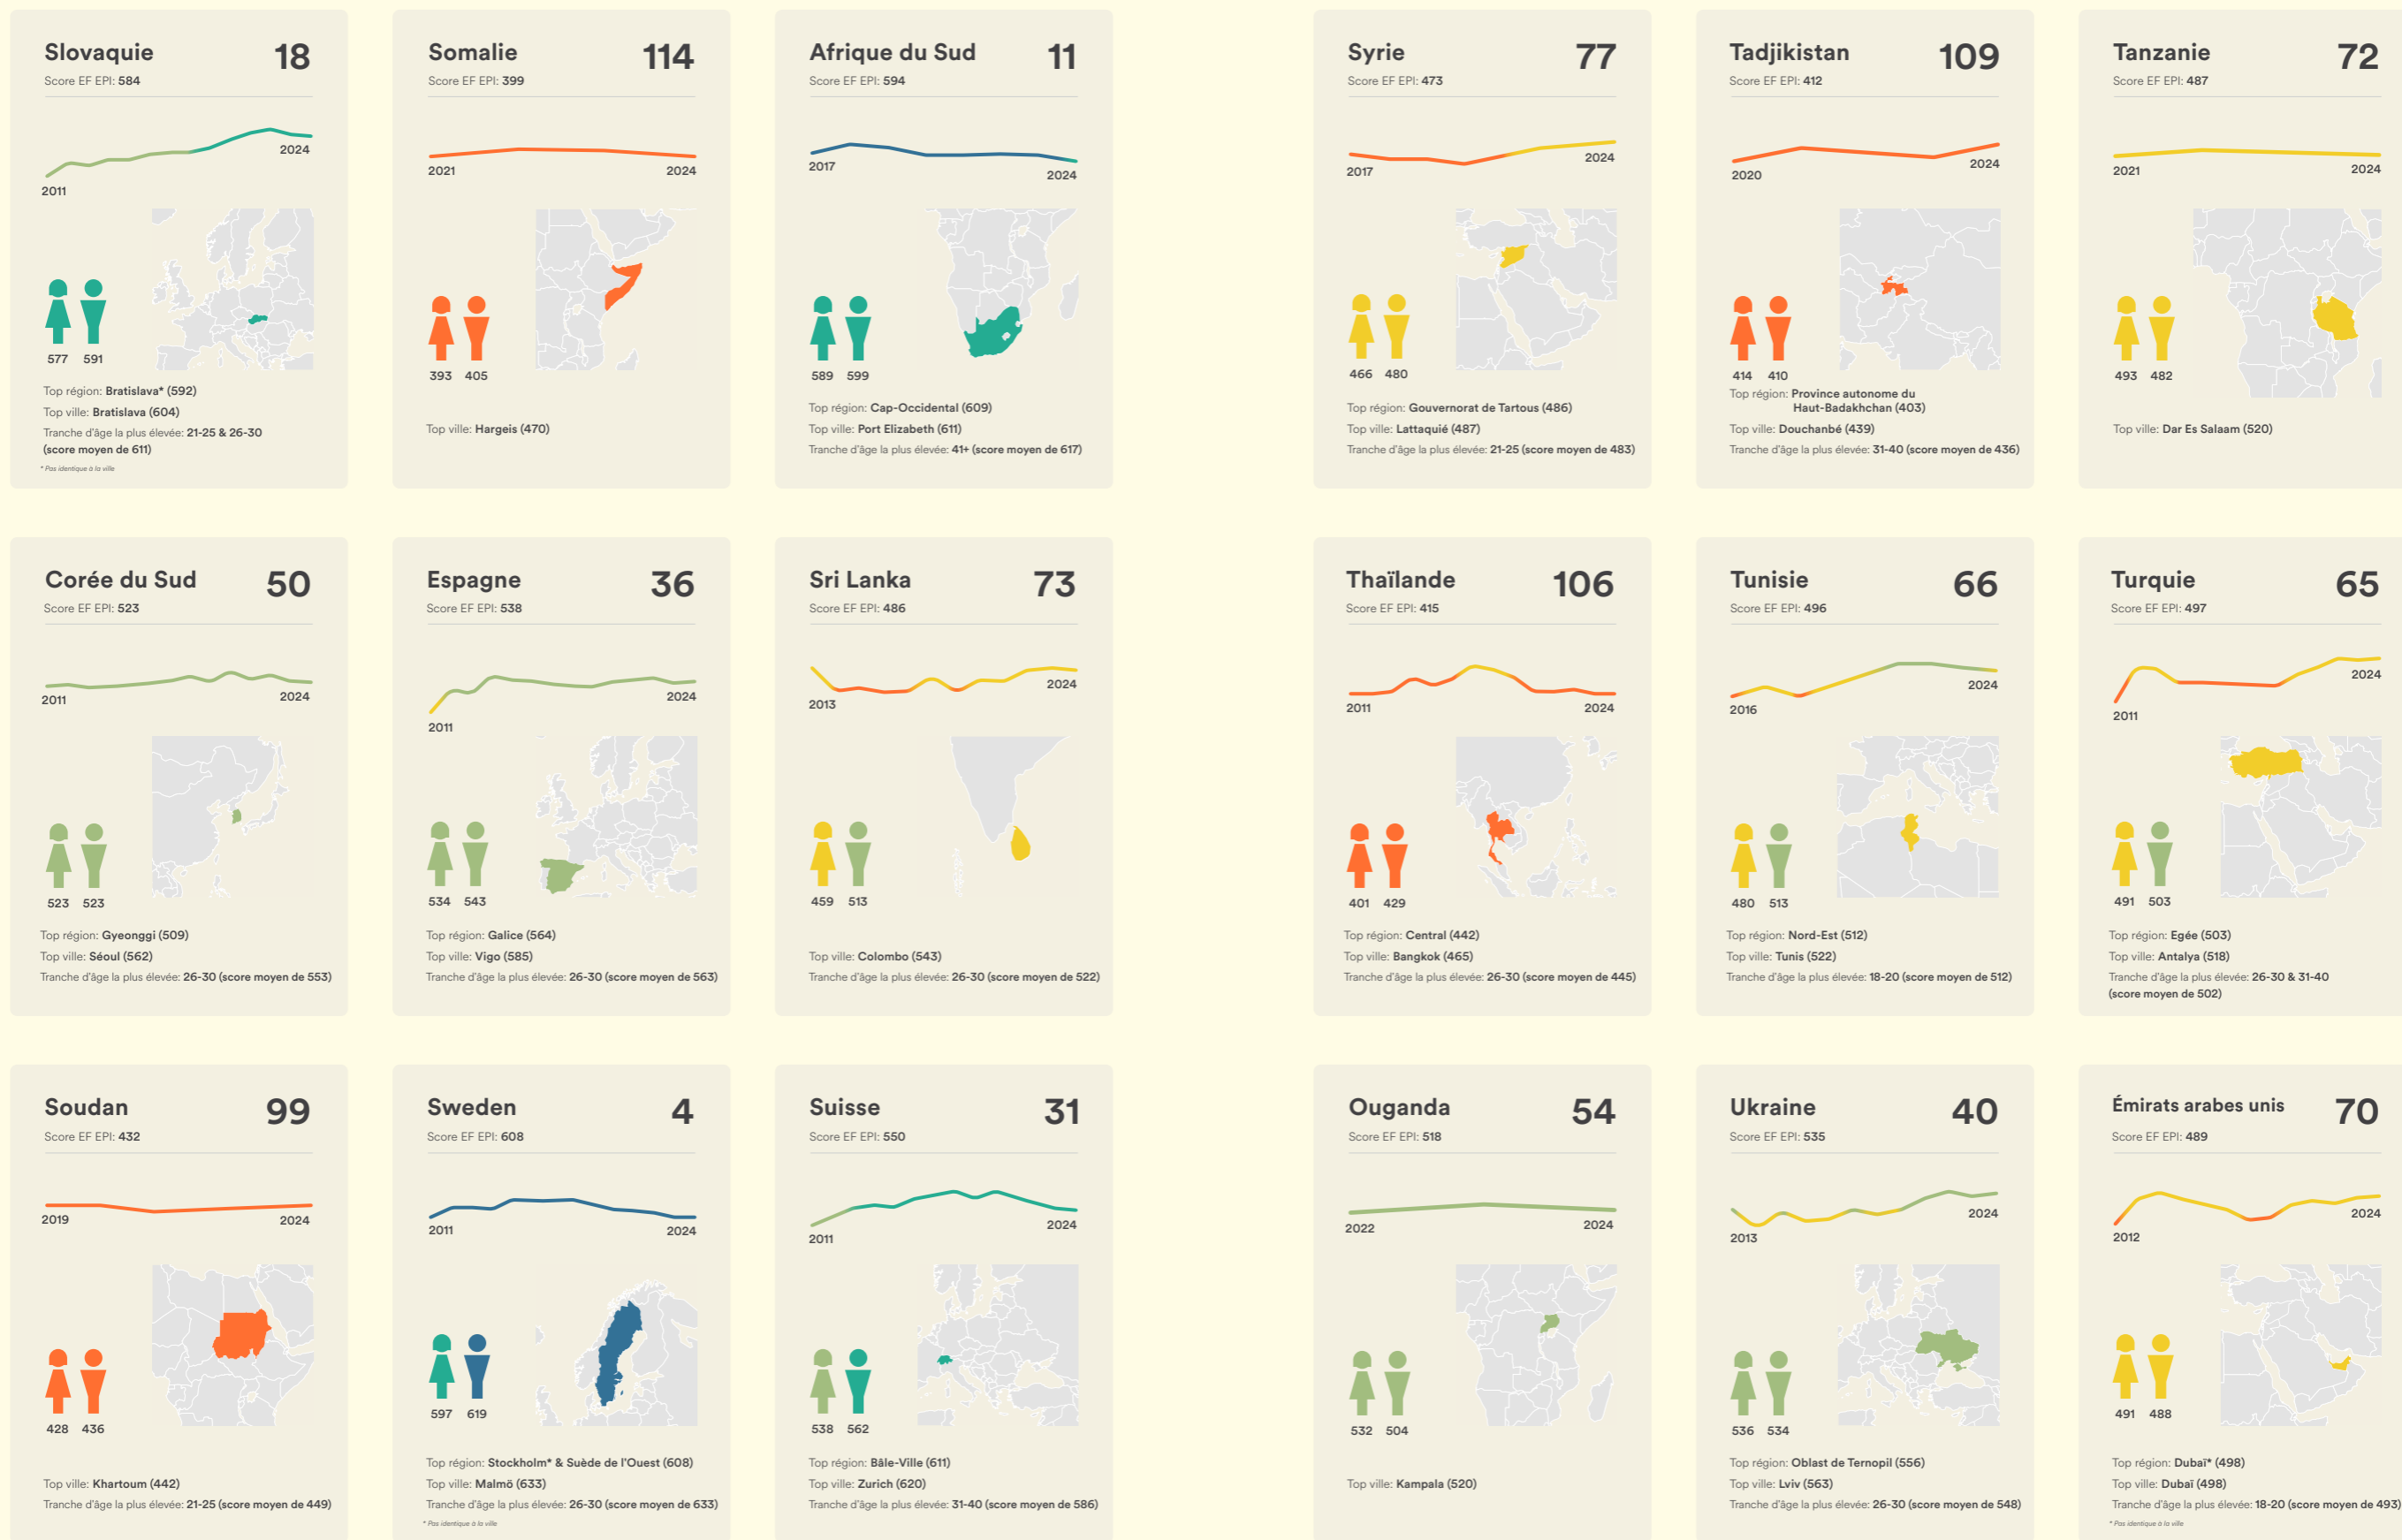 Slovaquie 18
Score EF EPI: 584
2011
2024
577 591
Top région: Bratislava* (592)
Top ville: Bratislava (604)
Tranche d'âge la plus élevée: 21-25 & 26-30
(score moyen de 611)
* Pas identique à la ville
Somalie 114
Score EF EPI: 399
2021
2024
393 405
Top ville: Hargeis (470)
Afrique du Sud 11
Score EF EPI: 594
2017
2024
589 599
Top région: Cap-Occidental (609)
Top ville: Port Elizabeth (611)
Tranche d'âge la plus élevée: 41+ (score moyen de 617)
Syrie 77
Score EF EPI: 473
2017
2024
466 480
Top région: Gouvernorat de Tartous (486)
Top ville: Lattaquié (487)
Tranche d'âge la plus élevée: 21-25 (score moyen de 483)
Tadjikistan 109
Score EF EPI: 412
2020
2024
414 410
Top région: Province autonome du
Haut-Badakhchan (403)
Top ville: Douchanbé (439)
Tranche d'âge la plus élevée: 31-40 (score moyen de 436)
Tanzanie 72
Score EF EPI: 487
2021
2024
493 482
Top ville: Dar Es Salaam (520)
Corée du Sud 50
Score EF EPI: 523
2011
2024
523 523
Top région: Gyeonggi (509)
Top ville: Séoul (562)
Tranche d'âge la plus élevée: 26-30 (score moyen de 553)
Espagne 36
Score EF EPI: 538
2011
2024
534 543
Top région: Galice (564)
Top ville: Vigo (585)
Tranche d'âge la plus élevée: 26-30 (score moyen de 563)
Sri Lanka 73
Score EF EPI: 486
2013
2024
459 513
Top ville: Colombo (543)
Tranche d'âge la plus élevée: 26-30 (score moyen de 522)
Thaïlande 106
Score EF EPI: 415
2011
2024
401 429
Top région: Central (442)
Top ville: Bangkok (465)
Tranche d'âge la plus élevée: 26-30 (score moyen de 445)
Tunisie 66
Score EF EPI: 496
2016
2024
480 513
Top région: Nord-Est (512)
Top ville: Tunis (522)
Tranche d'âge la plus élevée: 18-20 (score moyen de 512)
Turquie 65
Score EF EPI: 497
2011
2024
491 503
Top région: Egée (503)
Top ville: Antalya (518)
Tranche d'âge la plus élevée: 26-30 & 31-40
(score moyen de 502)
Soudan 99
Score EF EPI: 432
2019
2024
428 436
Top ville: Khartoum (442)
Tranche d'âge la plus élevée: 21-25 (score moyen de 449)
Sweden 4
Score EF EPI: 608
2011
2024
597 619
Top région: Stockholm* & Suède de l'Ouest (608)
Top ville: Malmö (633)
Tranche d'âge la plus élevée: 26-30 (score moyen de 633)
* Pas identique à la ville
Suisse 31
Score EF EPI: 550
2011
2024
538 562
Top région: Bâle-Ville (611)
Top ville: Zurich (620)
Tranche d'âge la plus élevée: 31-40 (score moyen de 586)
Ouganda 54
Score EF EPI: 518
2022
2024
532 504
Top ville: Kampala (520)
Ukraine 40
Score EF EPI: 535
2013
2024
536 534
Top région: Oblast de Ternopil (556)
Top ville: Lviv (563)
Tranche d'âge la plus élevée: 26-30 (score moyen de 548)
Émirats arabes unis 70
Score EF EPI: 489
2012
2024
491 488
Top région: Dubaï* (498)
Top ville: Dubaï (498)
Tranche d'âge la plus élevée: 18-20 (score moyen de 493)
* Pas identique à la ville